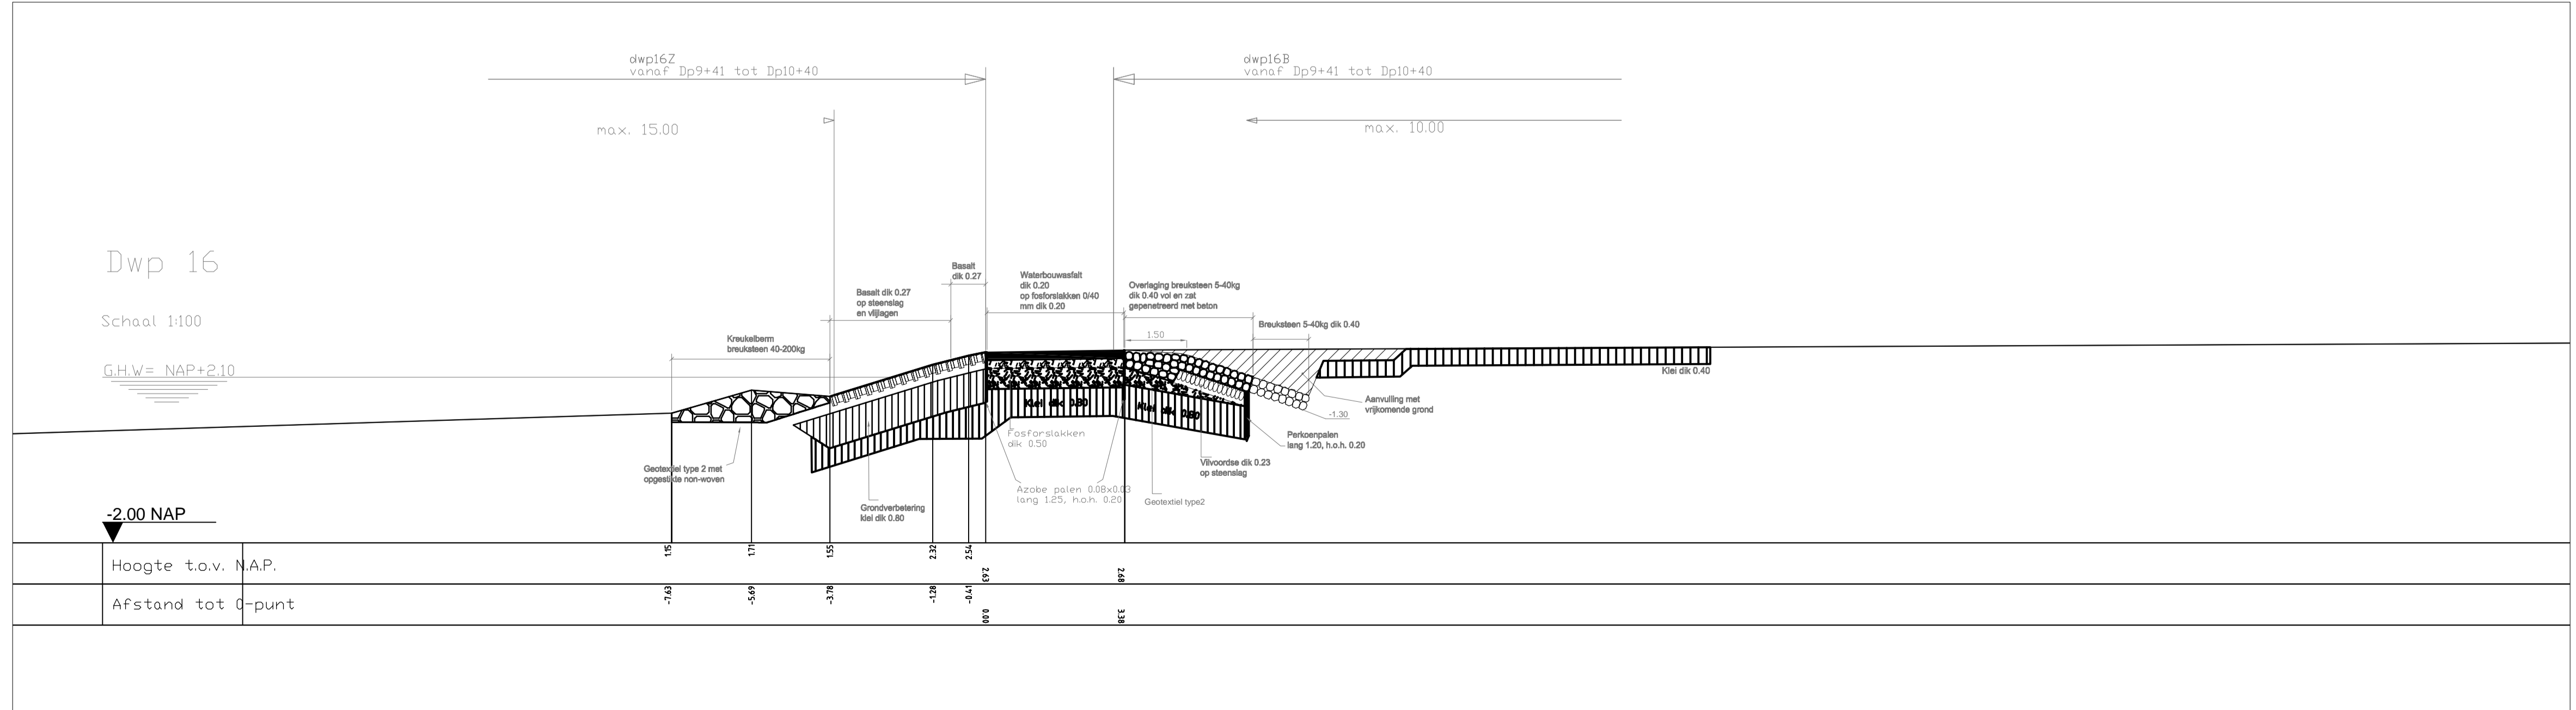 dwp16Z
vanaf Dp9+41 tot Dp10+40
dwp16B
vanaf Dp9+41 tot Dp10+40
max. 15.00
max. 10.00
Dwp 16
Schaal 1:100
G.H.W= NAP+2.10
Basalt
dik 0.27
Basalt dik 0.27
op steenslag
en vlijlagen
Waterbouwasfalt
dik 0.20
op fosforslakken 0/40
mm dik 0.20
Overlaging breuksteen 5-40kg
dik 0.40 vol en zat
gepenetreerd met beton
1.50
Breuksteen 5-40kg dik 0.40
Kreukelberm
breuksteen 40-200kg
Klei dik 0.40
Klei dik 0.80
Klei dik 0.80
Aanvulling met
vrijkomende grond
-1.30
Fosforslakken
dik 0.50
Perkoenpalen
lang 1.20, h.o.h. 0.20
Geotextiel type 2 met
opgestikte non-woven
Vilvoordse dik 0.23
op steenslag
Azobe palen 0.08x0.03
lang 1.25, h.o.h. 0.20
Geotextiel type2
Grondverbetering
klei dik 0.80
-2.00 NAP
Hoogte t.o.v. N.A.P.
1.15
1.71
1.55
2.32
2.54
2.63
2.68
Afstand tot 0-punt
-7.63
-5.69
-3.78
-1.28
-0.41
0.00
3.38